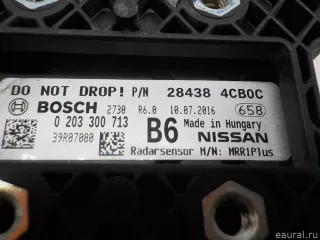 DO NOT DROP! P/N 28438 4CB0C
BOSCH 2730 R6.0 10.07.2016 658
0 203 300 713 B6 Made in Hungary
39R07080 NISSAN
Radarsensor M/N: MRR1Plus
eaural.ru